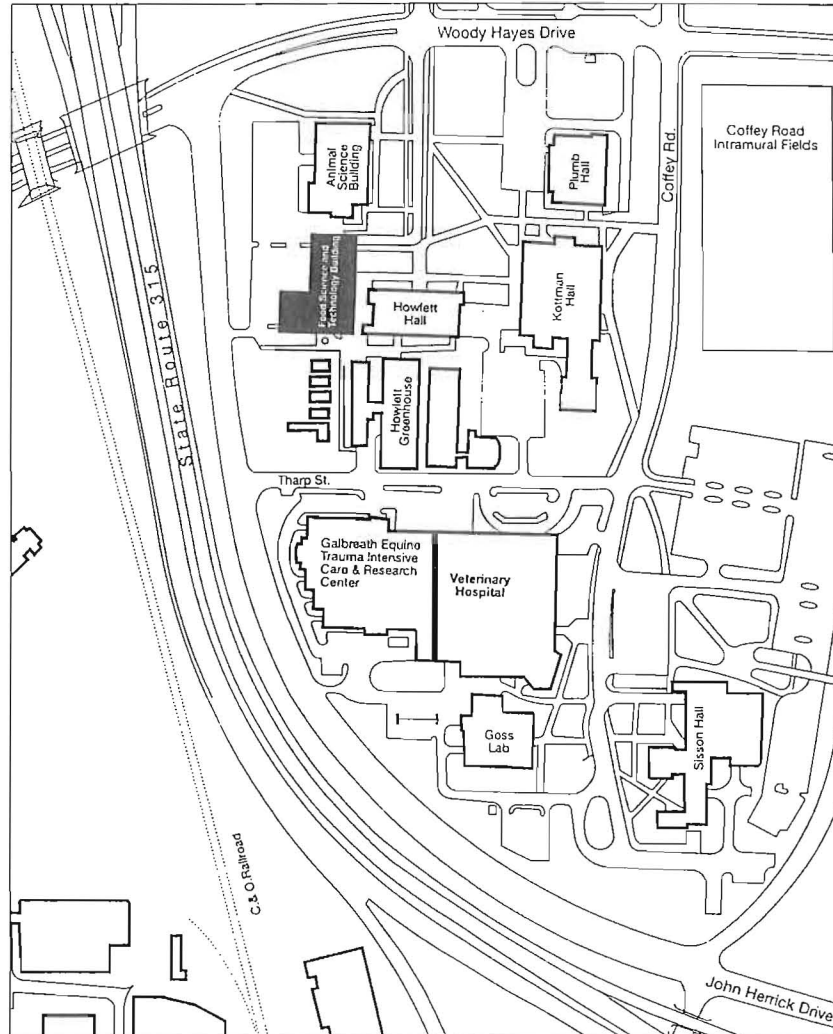 Woody Hayes Drive
Coffey Road
Intramural Fields
Animal
Science
Building
Plumb
Hall
Coffey Rd.
Food Science and
Technology Building
State Route 315
Howlett
Hall
Kottman
Hall
Howlett
Greenhouse
Tharp St.
Galbreath Equino
Trauma Intensive
Caro & Research
Center
Veterinary
Hospital
Goss
Lab
Sisson Hall
C.& O.Railroad
John Herrick Drive